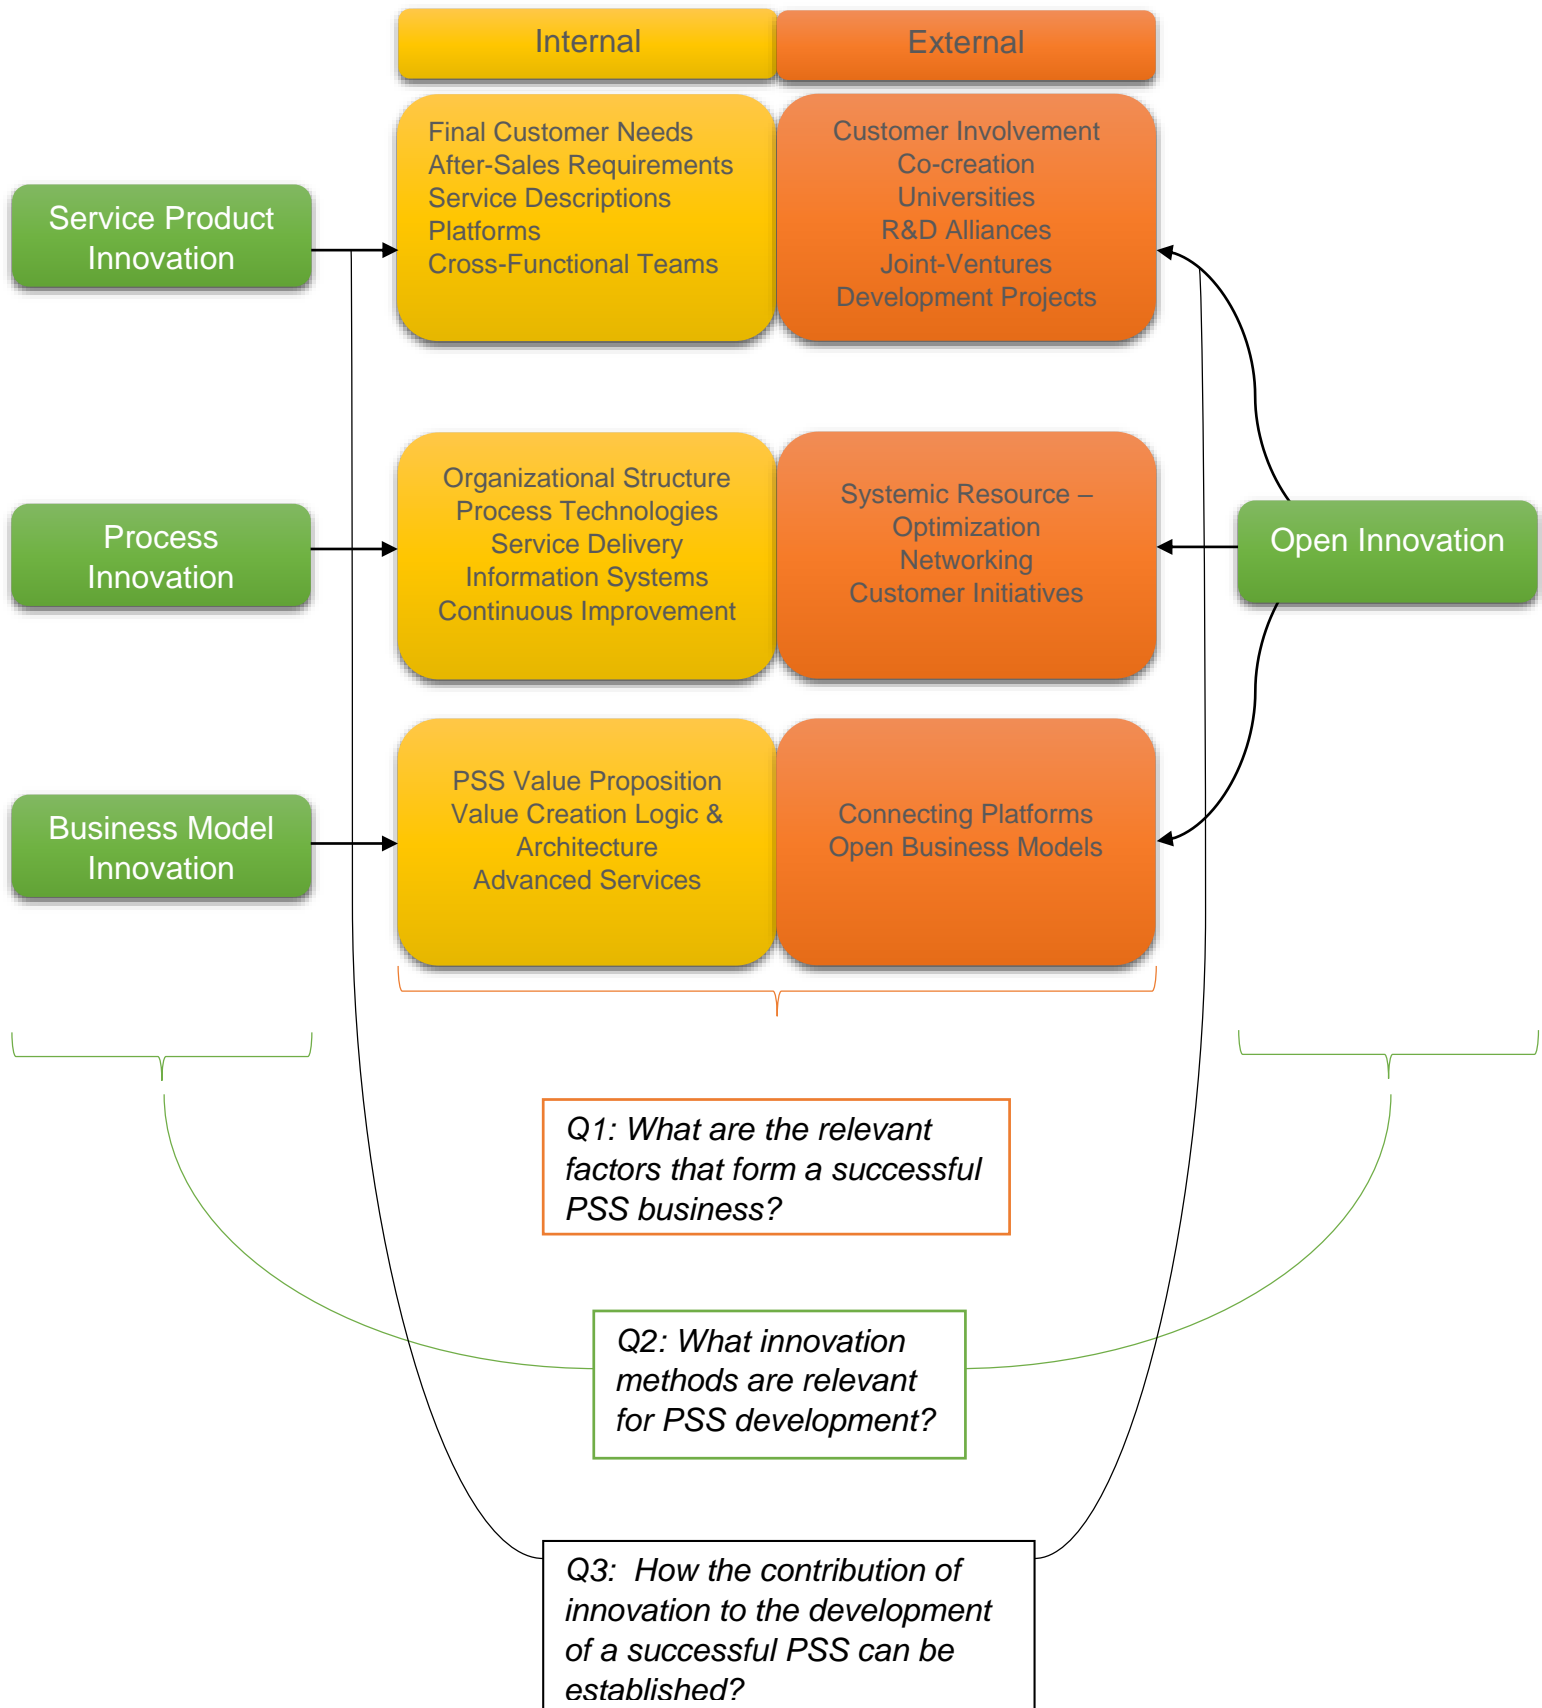 Internal
External
Service Product
Innovation
Final Customer Needs
After-Sales Requirements
Service Descriptions
Platforms
Cross-Functional Teams
Customer Involvement
Co-creation
Universities
R&D Alliances
Joint-Ventures
Development Projects
Process
Innovation
Organizational Structure
Process Technologies
Service Delivery
Information Systems
Continuous Improvement
Systemic Resource –
Optimization
Networking
Customer Initiatives
Open Innovation
Business Model
Innovation
PSS Value Proposition
Value Creation Logic &
Architecture
Advanced Services
Connecting Platforms
Open Business Models
Q1: What are the relevant
factors that form a successful
PSS business?
Q2: What innovation
methods are relevant
for PSS development?
Q3:  How the contribution of
innovation to the development
of a successful PSS can be
established?